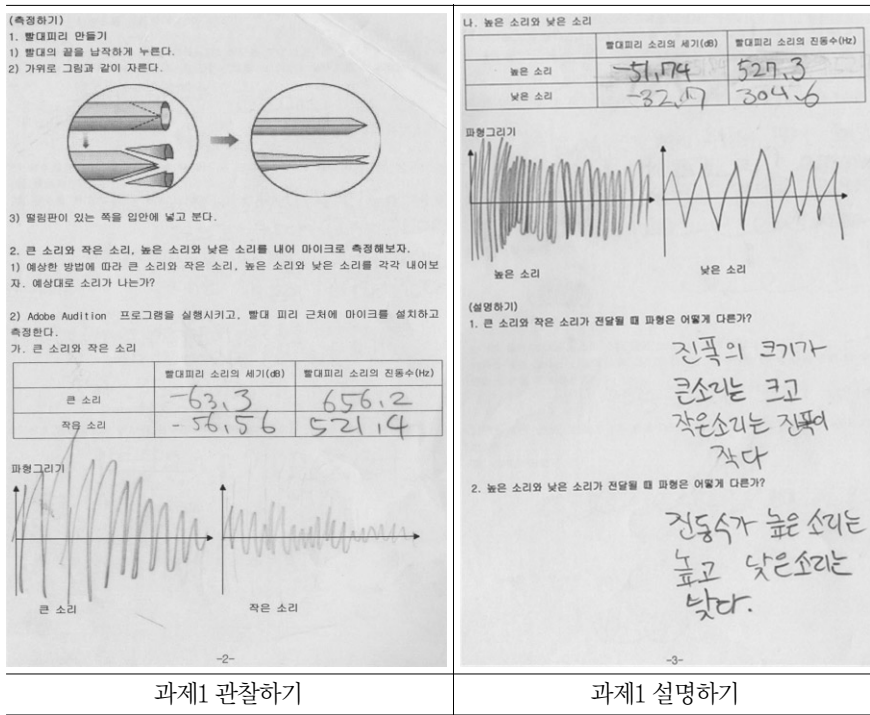 (측정하기)
1. 빨대피리 만들기
1) 빨대의 끝을 납작하게 누른다.
2) 가위로 그림과 같이 자른다.
3) 떨림판이 있는 쪽을 입안에 넣고 분다.
2. 큰 소리와 작은 소리, 높은 소리와 낮은 소리를 내어 마이크로 측정해보자.
1) 예상한 방법에 따라 큰 소리와 작은 소리, 높은 소리와 낮은 소리를 각각 내어보
자. 예상대로 소리가 나는가?
2) Adobe Audition 프로그램을 실행시키고, 빨대 피리 근처에 마이크를 설치하고
측정한다.
가. 큰 소리와 작은 소리
빨대피리 소리의 세기(dB) 빨대피리 소리의 진동수(Hz)
큰 소리 -63.3 656.2
작은 소리 -56.56 521.4
파형그리기
큰 소리 작은 소리
-2-
나. 높은 소리와 낮은 소리
빨대피리 소리의 세기(dB) 빨대피리 소리의 진동수(Hz)
높은 소리 -51.74 527.3
낮은 소리 -32.17 304.6
파형그리기
높은 소리 낮은 소리
(설명하기)
1. 큰 소리와 작은 소리가 전달될 때 파형은 어떻게 다른가?
진폭의 크기가
큰소리는 크고
작은소리는 진폭이
작다
2. 높은 소리와 낮은 소리가 전달될 때 파형은 어떻게 다른가?
진동수가 높은 소리는
높고 낮은소리는
낮다.
-3-
과제1 관찰하기 과제1 설명하기